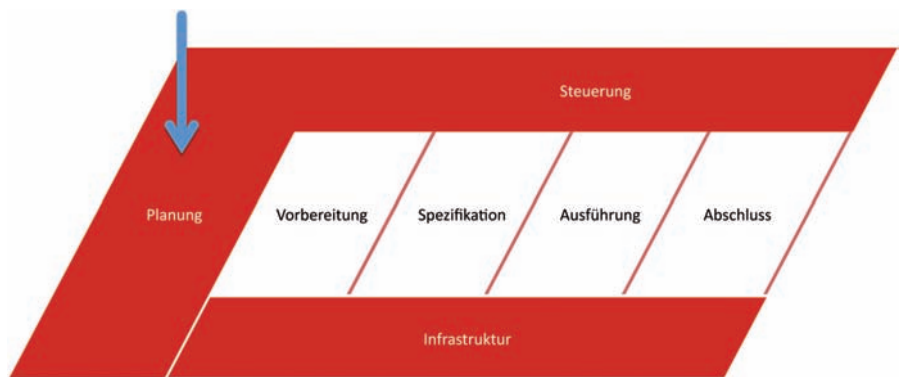 Steuerung
Planung
Vorbereitung
Spezifikation
Ausführung
Abschluss
Infrastruktur